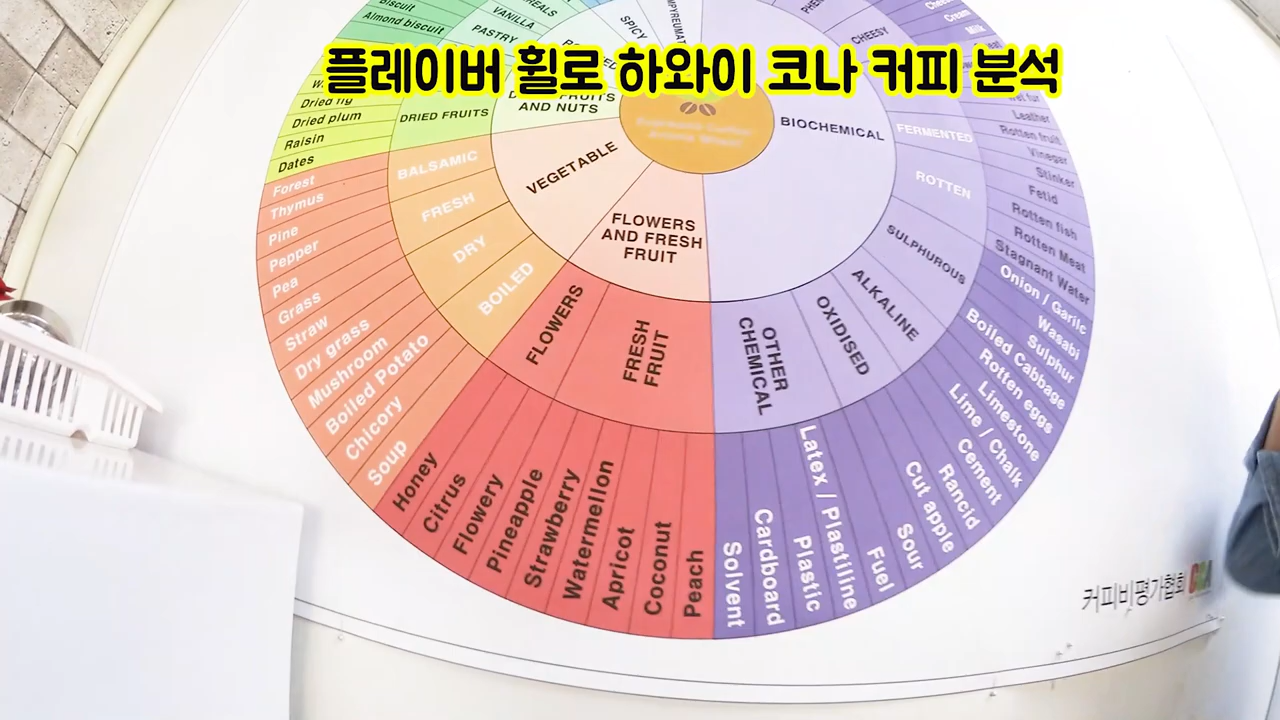 플레이버 휠로 하와이 코나 커피 분석
Biscuit
Almond biscuit
Dried fig
Dried plum
Raisin
Dates
Forest
Thymus
Pine
Pepper
Pea
Grass
Straw
Dry grass
Mushroom
Boiled Potato
Chicory
Soup
Honey
Citrus
Flowery
Pineapple
Strawberry
Watermellon
Apricot
Coconut
Peach
Solvent
Cardboard
Plastic
Latex / Plastiline
Fuel
Sour
Cut apple
Rancid
Cement
Lime / Chalk
Limestone
Rotten eggs
Boiled Cabbage
Sulphur
Wasabi
Onion / Garilc
Stagnant Water
Rotten Meat
Rotten fish
Fetid
Stinker
Vinegar
Rotten fruit
Leather
VANILLA
PASTRY
DRIED FRUITS
BALSAMIC
FRESH
DRY
BOILED
FLOWERS
FRESH
FRUIT
OTHER
CHEMICAL
OXIDISED
ALKALINE
SULPHUROUS
ROTTEN
FERMENTED
CHEESY
SPICY
FRUITS
AND NUTS
VEGETABLE
FLOWERS
AND FRESH
FRUIT
BIOCHEMICAL
커피비평가협회